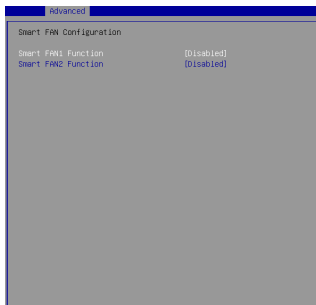 Advanced
Smart FAN Configuration
Smart FAN1 Function [Disabled]
Smart FAN2 Function [Disabled]